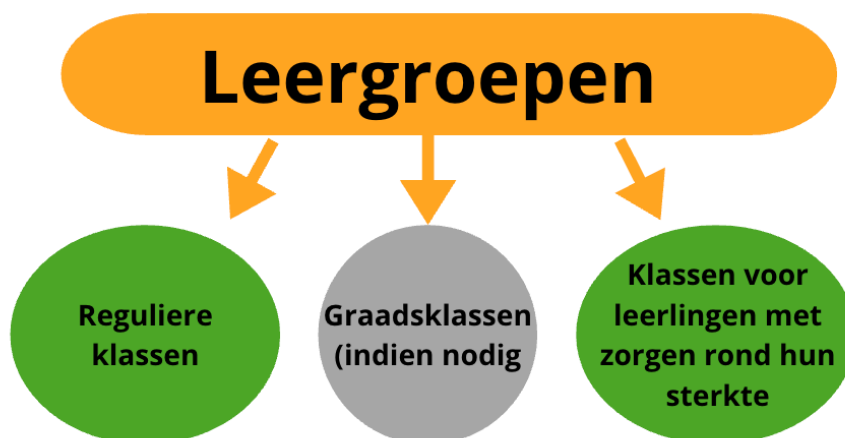 Leergroepen
Reguliere
klassen
Graadsklassen
(indien nodig
Klassen voor
leerlingen met
zorgen rond hun
sterkte